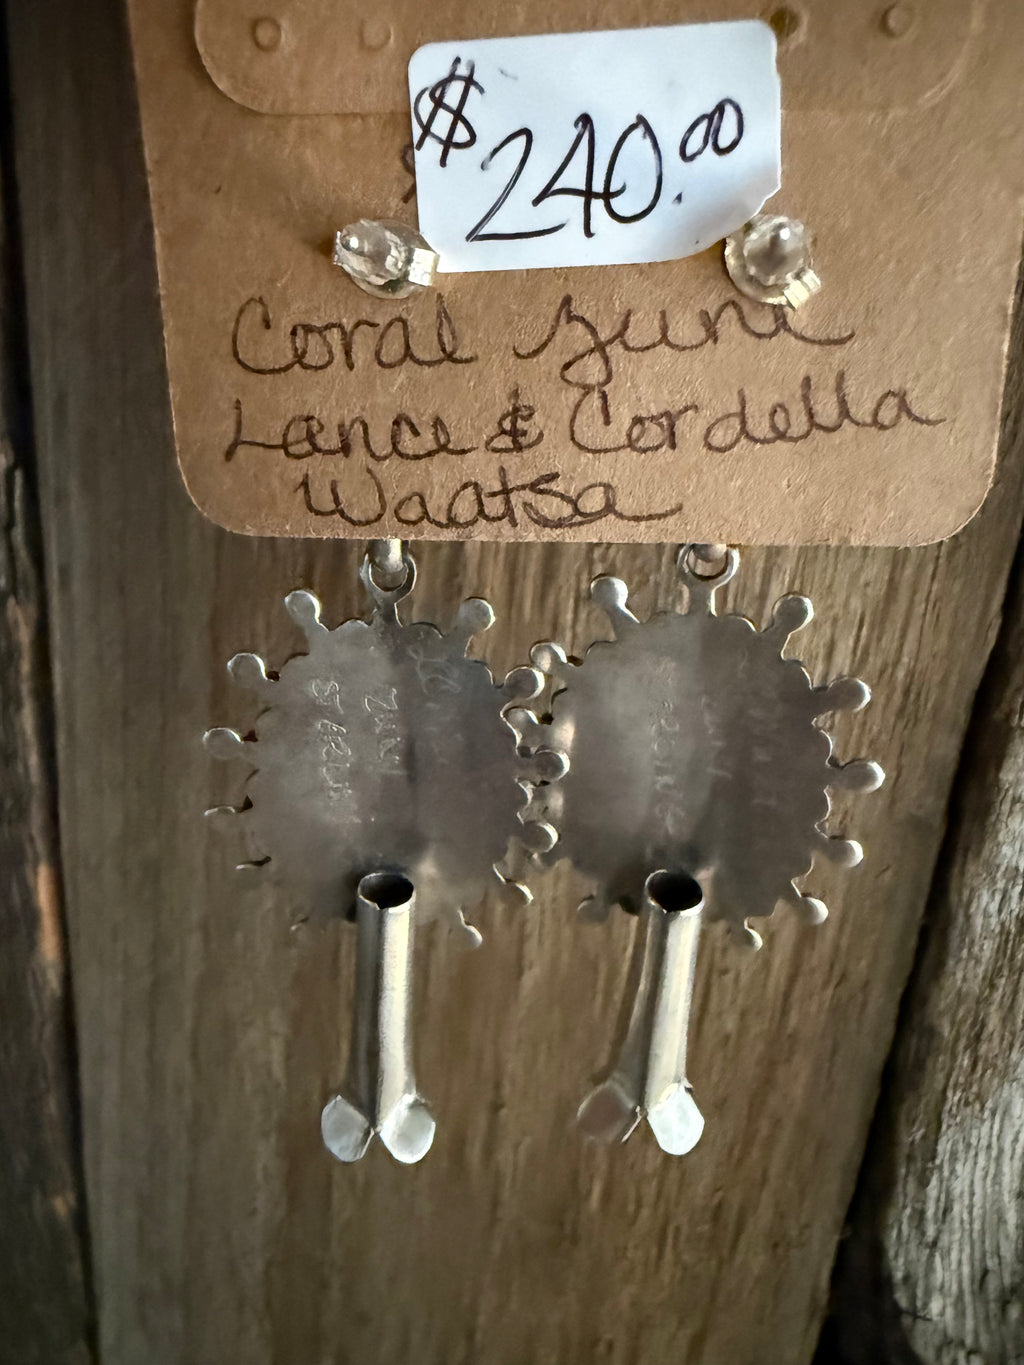 $240.00
Coral Zuni
Lance & Cordella
Waatsa